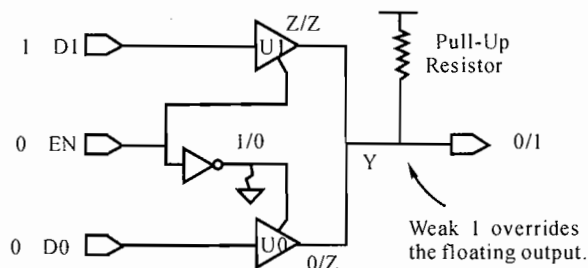 Z/Z
1 D1
U1
Pull-Up
Resistor
0 EN
1/0
Y
0/1
0 D0
U0
0/Z
Weak 1 overrides
the floating output.